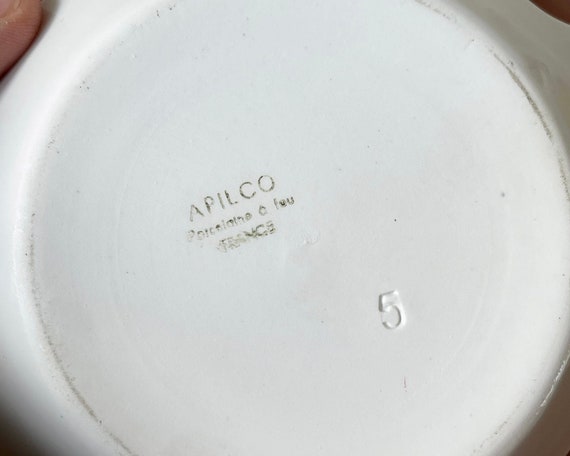 APILCO
Porcelaine à feu
FRANCE
5